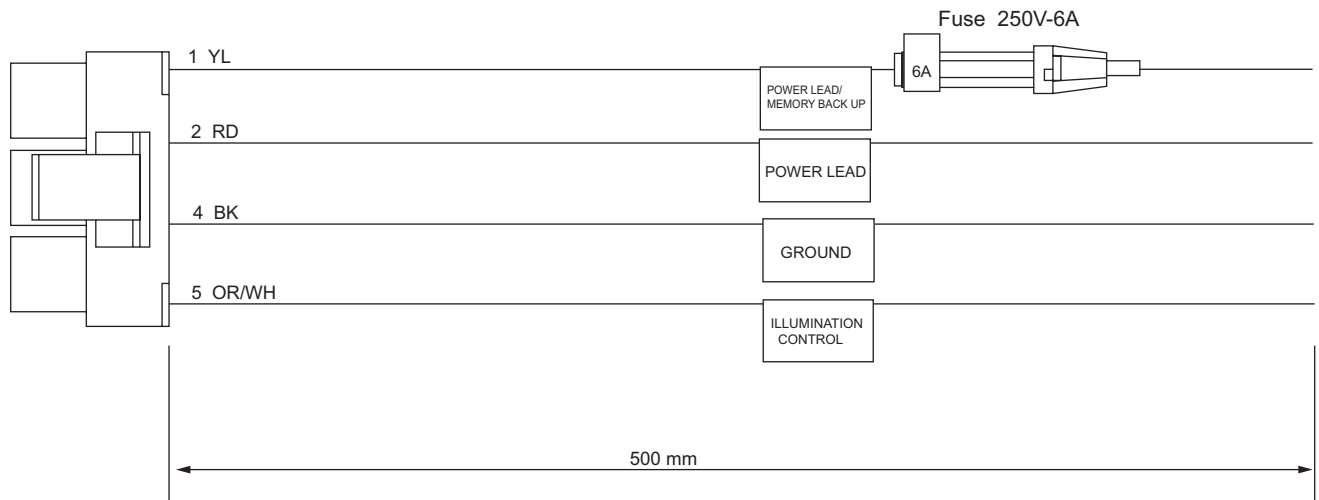 Fuse 250V-6A
1 YL
6A
POWER LEAD/
MEMORY BACK UP
2 RD
POWER LEAD
4 BK
GROUND
5 OR/WH
ILLUMINATION
CONTROL
500 mm